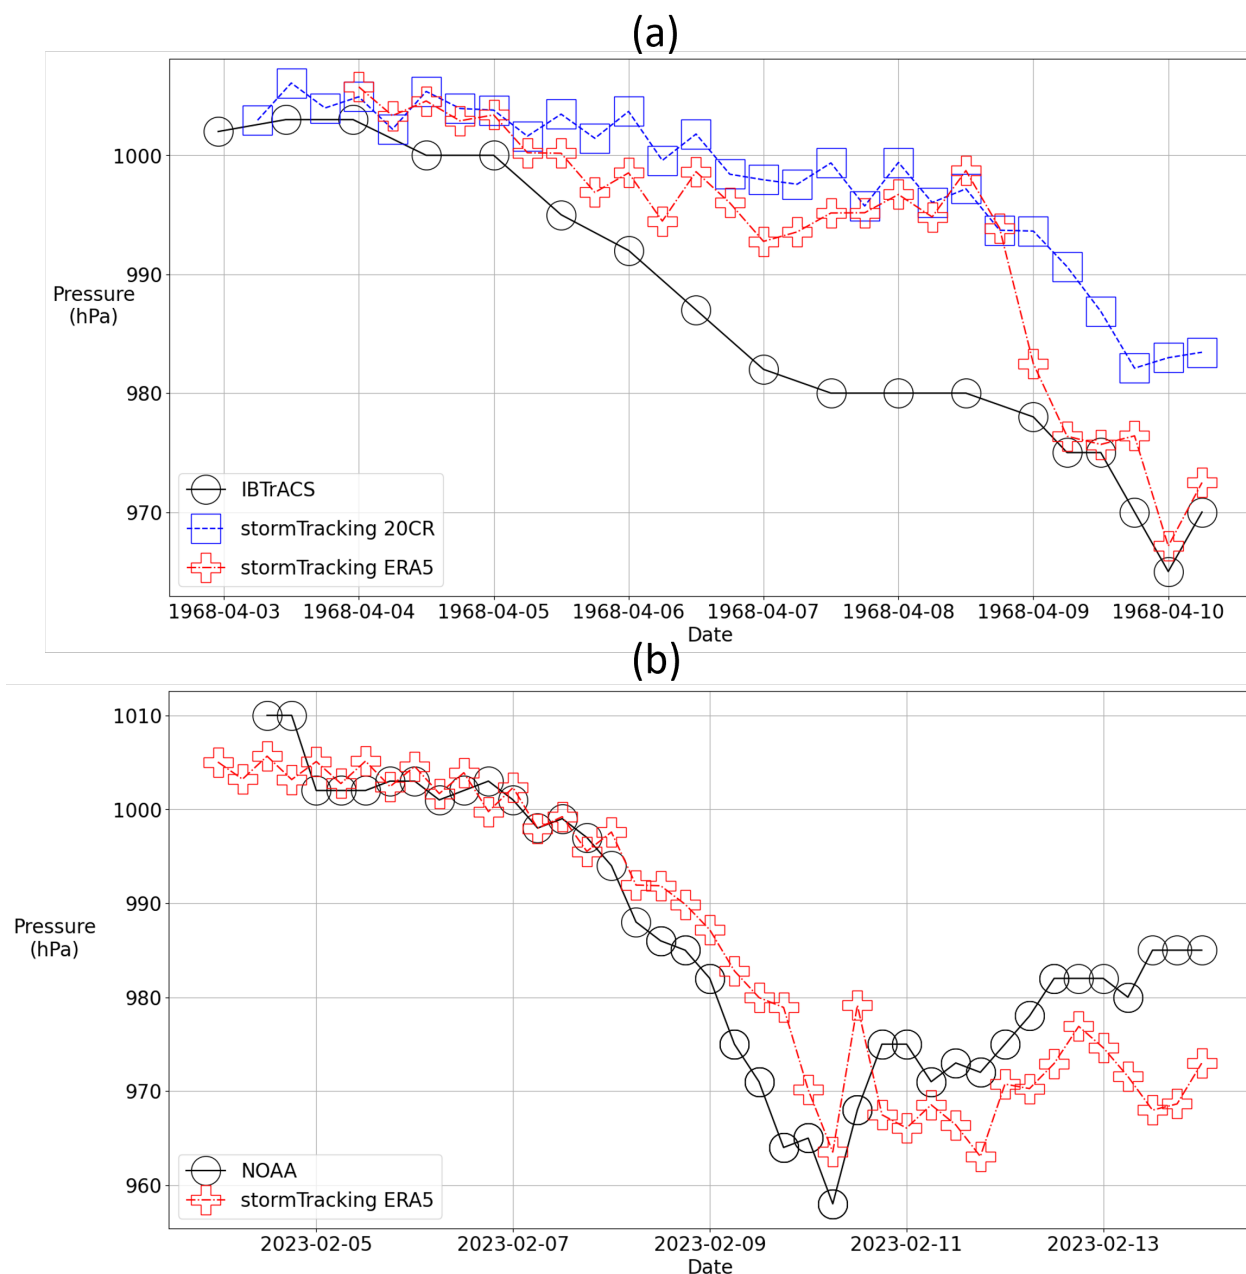 (a)
1000
990
980
970
Pressure
(hPa)
IBTrACS
stormTracking 20CR
stormTracking ERA5
1968-04-03 1968-04-04 1968-04-05 1968-04-06 1968-04-07 1968-04-08 1968-04-09 1968-04-10
Date
(b)
1010
1000
990
980
970
960
Pressure
(hPa)
NOAA
stormTracking ERA5
2023-02-05 2023-02-07 2023-02-09 2023-02-11 2023-02-13
Date